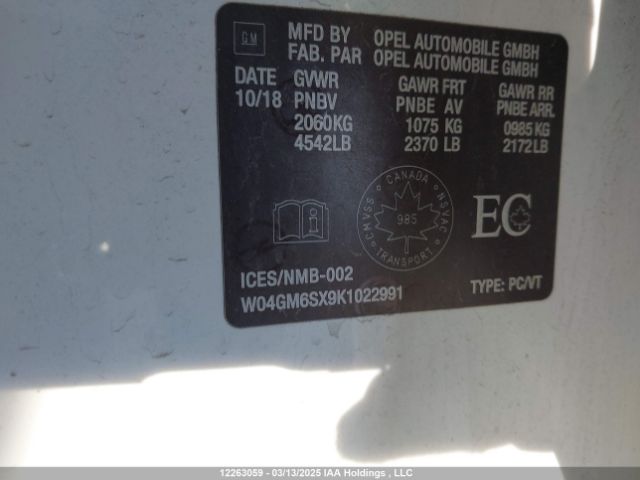 GM
MFD BY OPEL AUTOMOBILE GMBH
FAB. PAR OPEL AUTOMOBILE GMBH
DATE GVWR GAWR FRT GAWR RR
10/18 PNBV PNBE AV PNBE ARR.
2060KG 1075 KG 0985KG
4542LB 2370 LB 2172LB
CANADA
CMVSS 985 NSVAC
TRANSPORT
i
EC
ICES/NMB-002
W04GM6SX9K1022991 TYPE: PC/VT
12263059 - 03/13/2025 IAA Holdings , LLC